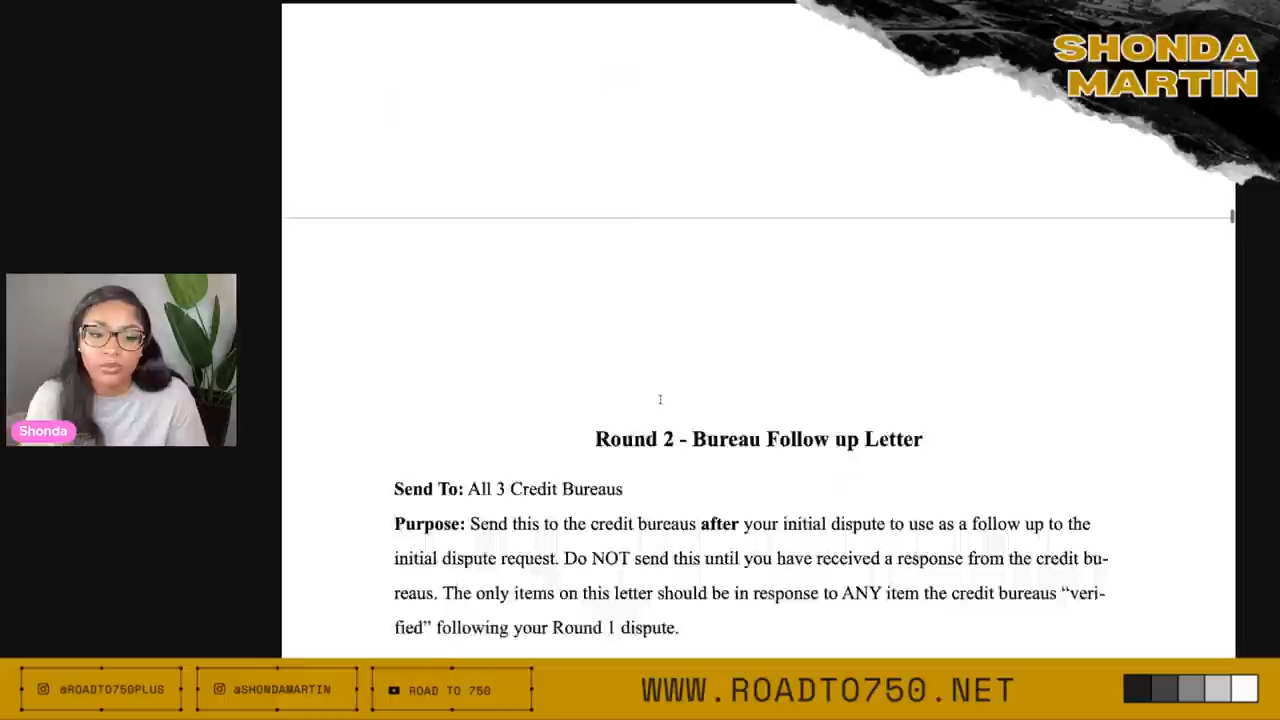 SHONDA
MARTIN
Shonda
Round 2 - Bureau Follow up Letter
Send To: All 3 Credit Bureaus
Purpose: Send this to the credit bureaus after your initial dispute to use as a follow up to the
initial dispute request. Do NOT send this until you have received a response from the credit bu-
reaus. The only items on this letter should be in response to ANY item the credit bureaus “veri-
fied” following your Round 1 dispute.
@ROADTO750PLUS
@SHONDAMARTIN
ROAD TO 750
WWW.ROADTO750.NET